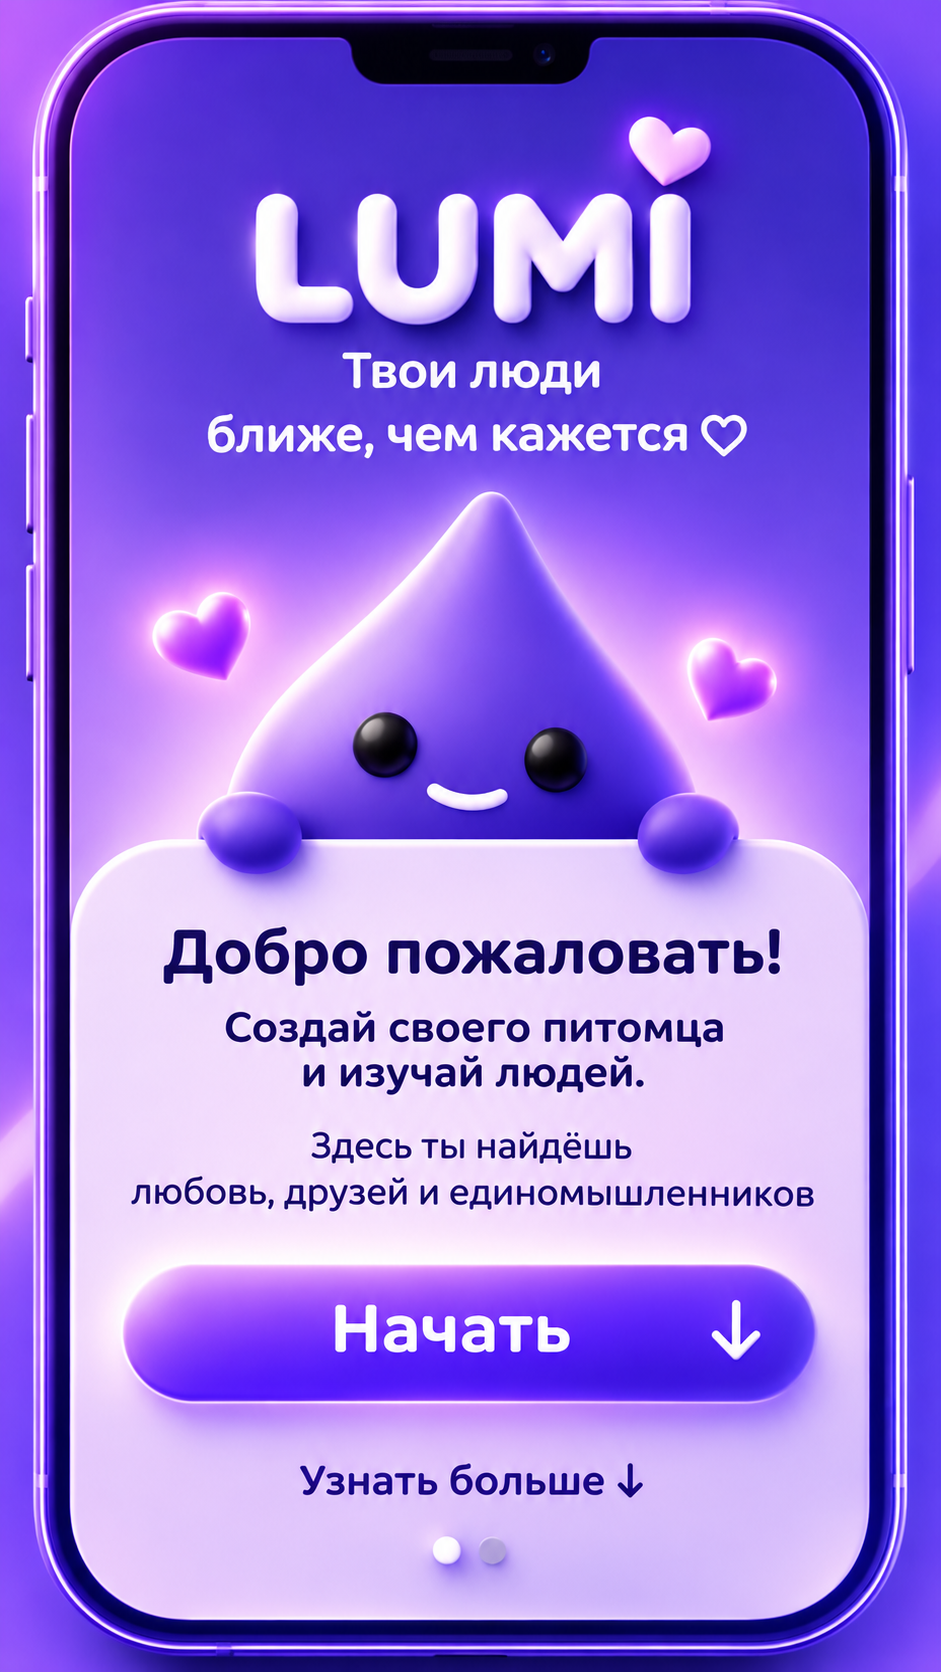 LUMi
Твои люди
ближе, чем кажется ♡
Добро пожаловать!
Создай своего питомца
и изучай людей.
Здесь ты найдёшь
любовь, друзей и единомышленников
Начать ↓
Узнать больше ↓